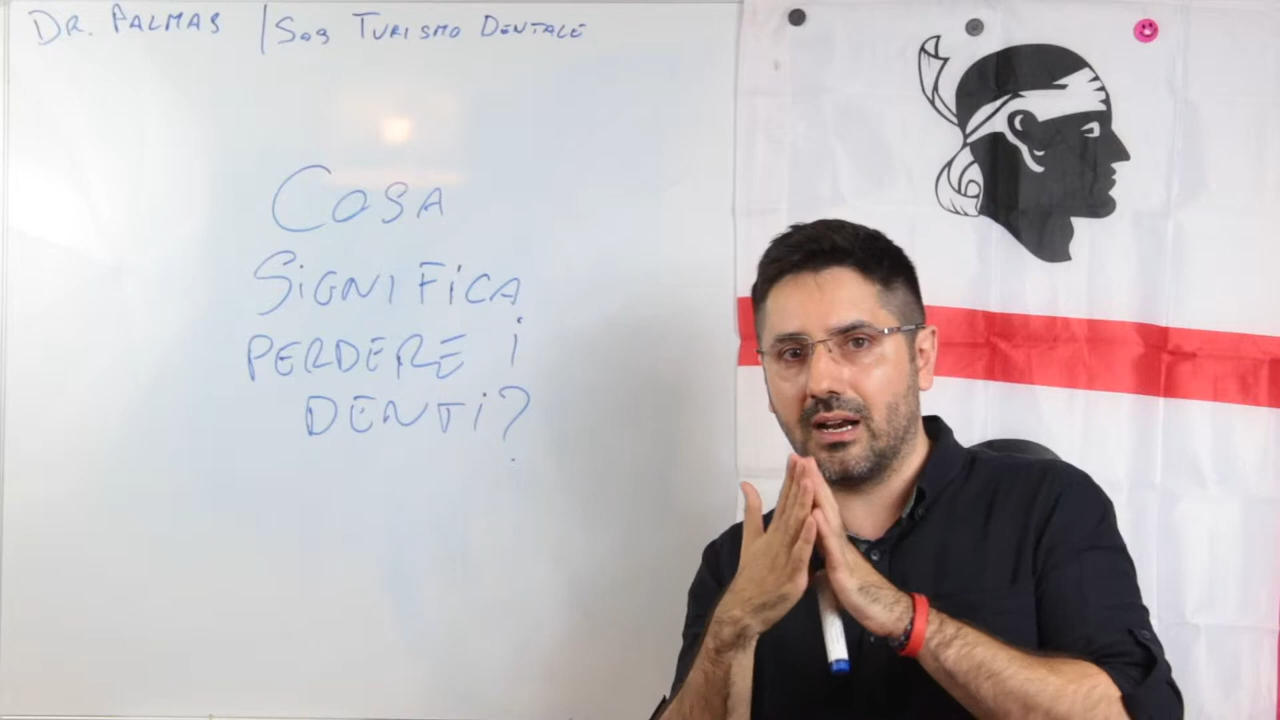 DR. PALMAS | SOS TURISMO DENTALE
COSA
SiGNiFiCA
PERDERE i
DENTi?